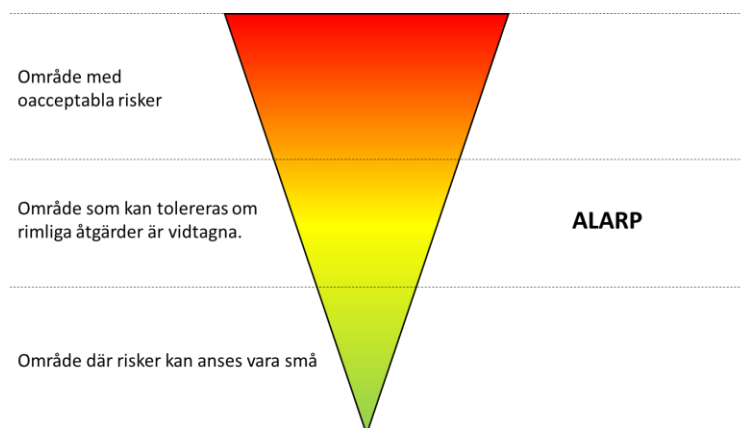 Område med
oacceptabla risker
Område som kan tolereras om
rimliga åtgärder är vidtagna.
ALARP
Område där risker kan anses vara små